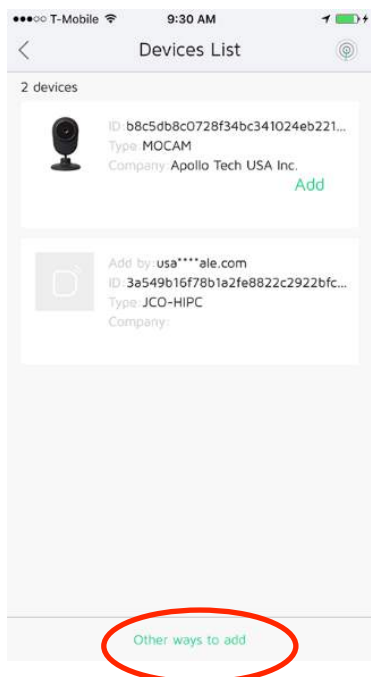 T-Mobile 9:30 AM
Devices List
2 devices
ID: b8c5db8c0728f34bc341024eb221...
Type: MOCAM
Company: Apollo Tech USA Inc.
Add
Add by: usa****ale.com
ID: 3a549b16f78b1a2fe8822c2922bfc...
Type: JCO-HIPC
Company:
Other ways to add